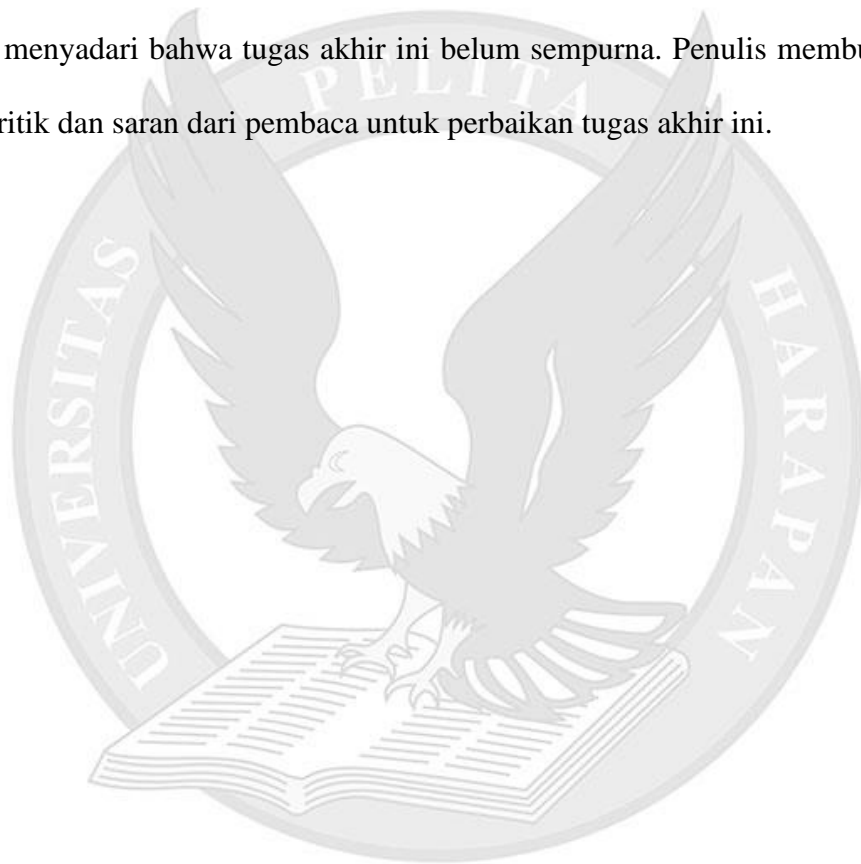 menyadari bahwa tugas akhir ini belum sempurna. Penulis
ritik dan saran dari pembaca untuk perbaikan tugas akhir ini.
UNIVERSITAS PELITA HARAPAN